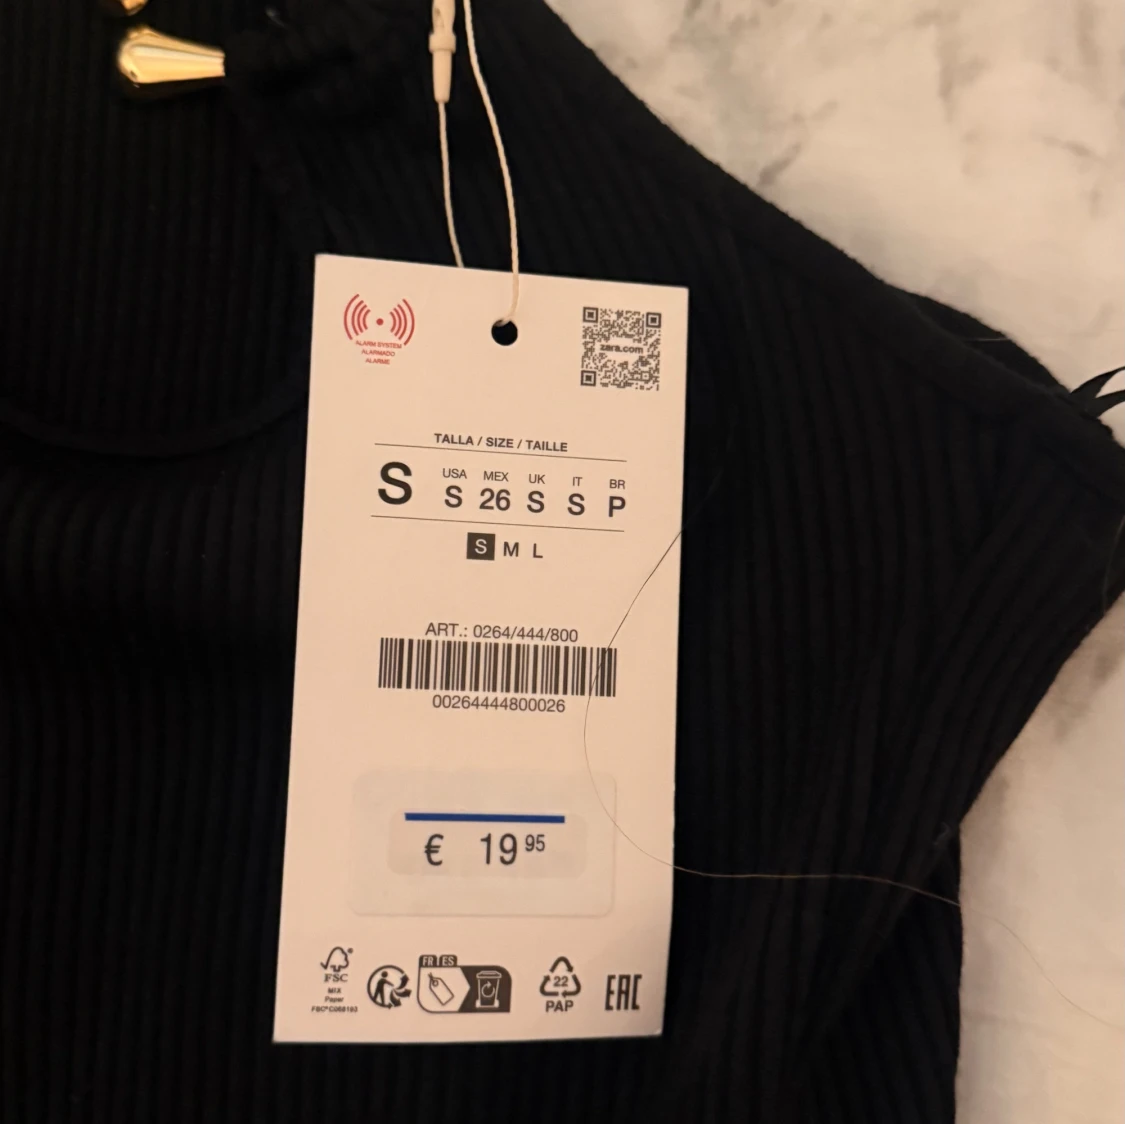 ALARM SYSTEM
ALARMADO
ALARME
zara.com
TALLA / SIZE / TAILLE
S USA S MEX 26 UK S IT S BR P
S M L
ART.: 0264/444/800
00264444800026
€ 19 95
FR ES
FSC
MIX
Paper
22
PAP
EAC